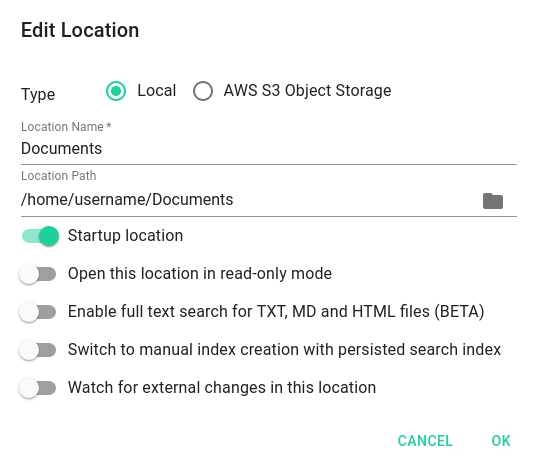 Edit Location
Type Local AWS S3 Object Storage
Location Name *
Documents
Location Path
/home/username/Documents
Startup location
Open this location in read-only mode
Enable full text search for TXT, MD and HTML files (BETA)
Switch to manual index creation with persisted search index
Watch for external changes in this location
CANCEL OK